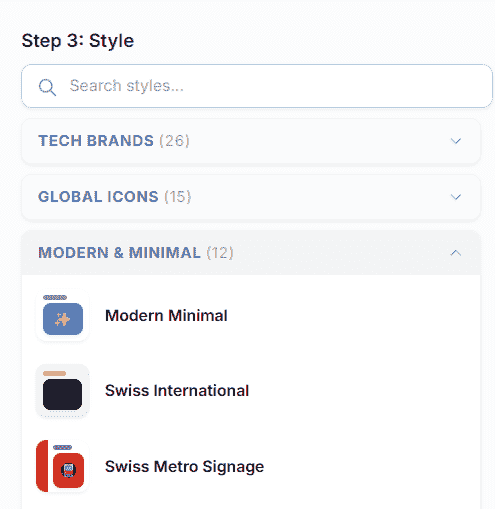 Step 3: Style
Search styles...
TECH BRANDS (26)
GLOBAL ICONS (15)
MODERN & MINIMAL (12)
Modern Minimal
Swiss International
Swiss Metro Signage